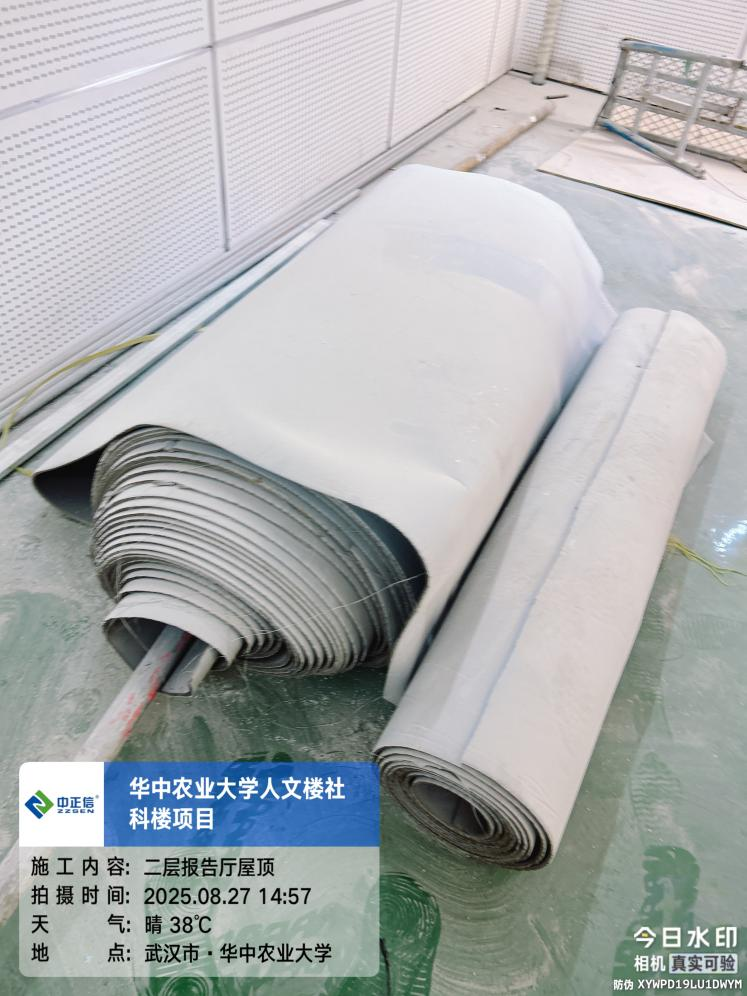 中正信
ZZSEN
华中农业大学人文楼社
科楼项目
施工内容: 二层报告厅屋顶
拍摄时间: 2025.08.27 14:57
天气: 晴 38℃
地点: 武汉市·华中农业大学
今日水印
相机 真实可验
防伪 XYWPD19LU1DWYM